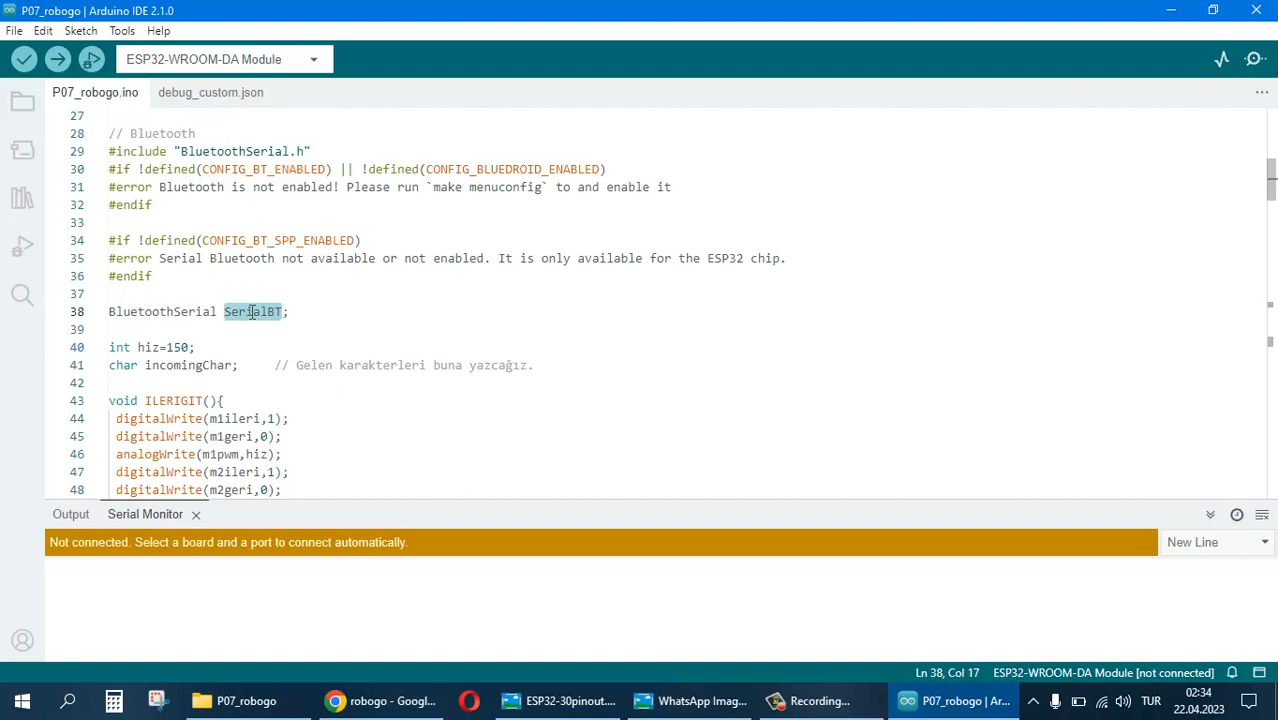 P07_robogo | Arduino IDE 2.1.0
File Edit Sketch Tools Help
ESP32-WROOM-DA Module
P07_robogo.ino debug_custom.json
27
28 // Bluetooth
29 #include "BluetoothSerial.h"
30 #if !defined(CONFIG_BT_ENABLED) || !defined(CONFIG_BLUEDROID_ENABLED)
31 #error Bluetooth is not enabled! Please run `make menuconfig` to and enable it
32 #endif
33
34 #if !defined(CONFIG_BT_SPP_ENABLED)
35 #error Serial Bluetooth not available or not enabled. It is only available for the ESP32 chip.
36 #endif
37
38 BluetoothSerial SerialBT;
39
40 int hiz=150;
41 char incomingChar; // Gelen karakterleri buna yazcağız.
42
43 void ILERIGIT(){
44 digitalWrite(m1ileri,1);
45 digitalWrite(m1geri,0);
46 analogWrite(m1pwm,hiz);
47 digitalWrite(m2ileri,1);
48 digitalWrite(m2geri,0);
Output Serial Monitor
Not connected. Select a board and a port to connect automatically. New Line
Ln 38, Col 17 ESP32-WROOM-DA Module [not connected]
P07_robogo robogo - Googl... ESP32-30pinout.... WhatsApp Imag... Recording... P07_robogo | Ar... TUR 02:34
22.04.2023